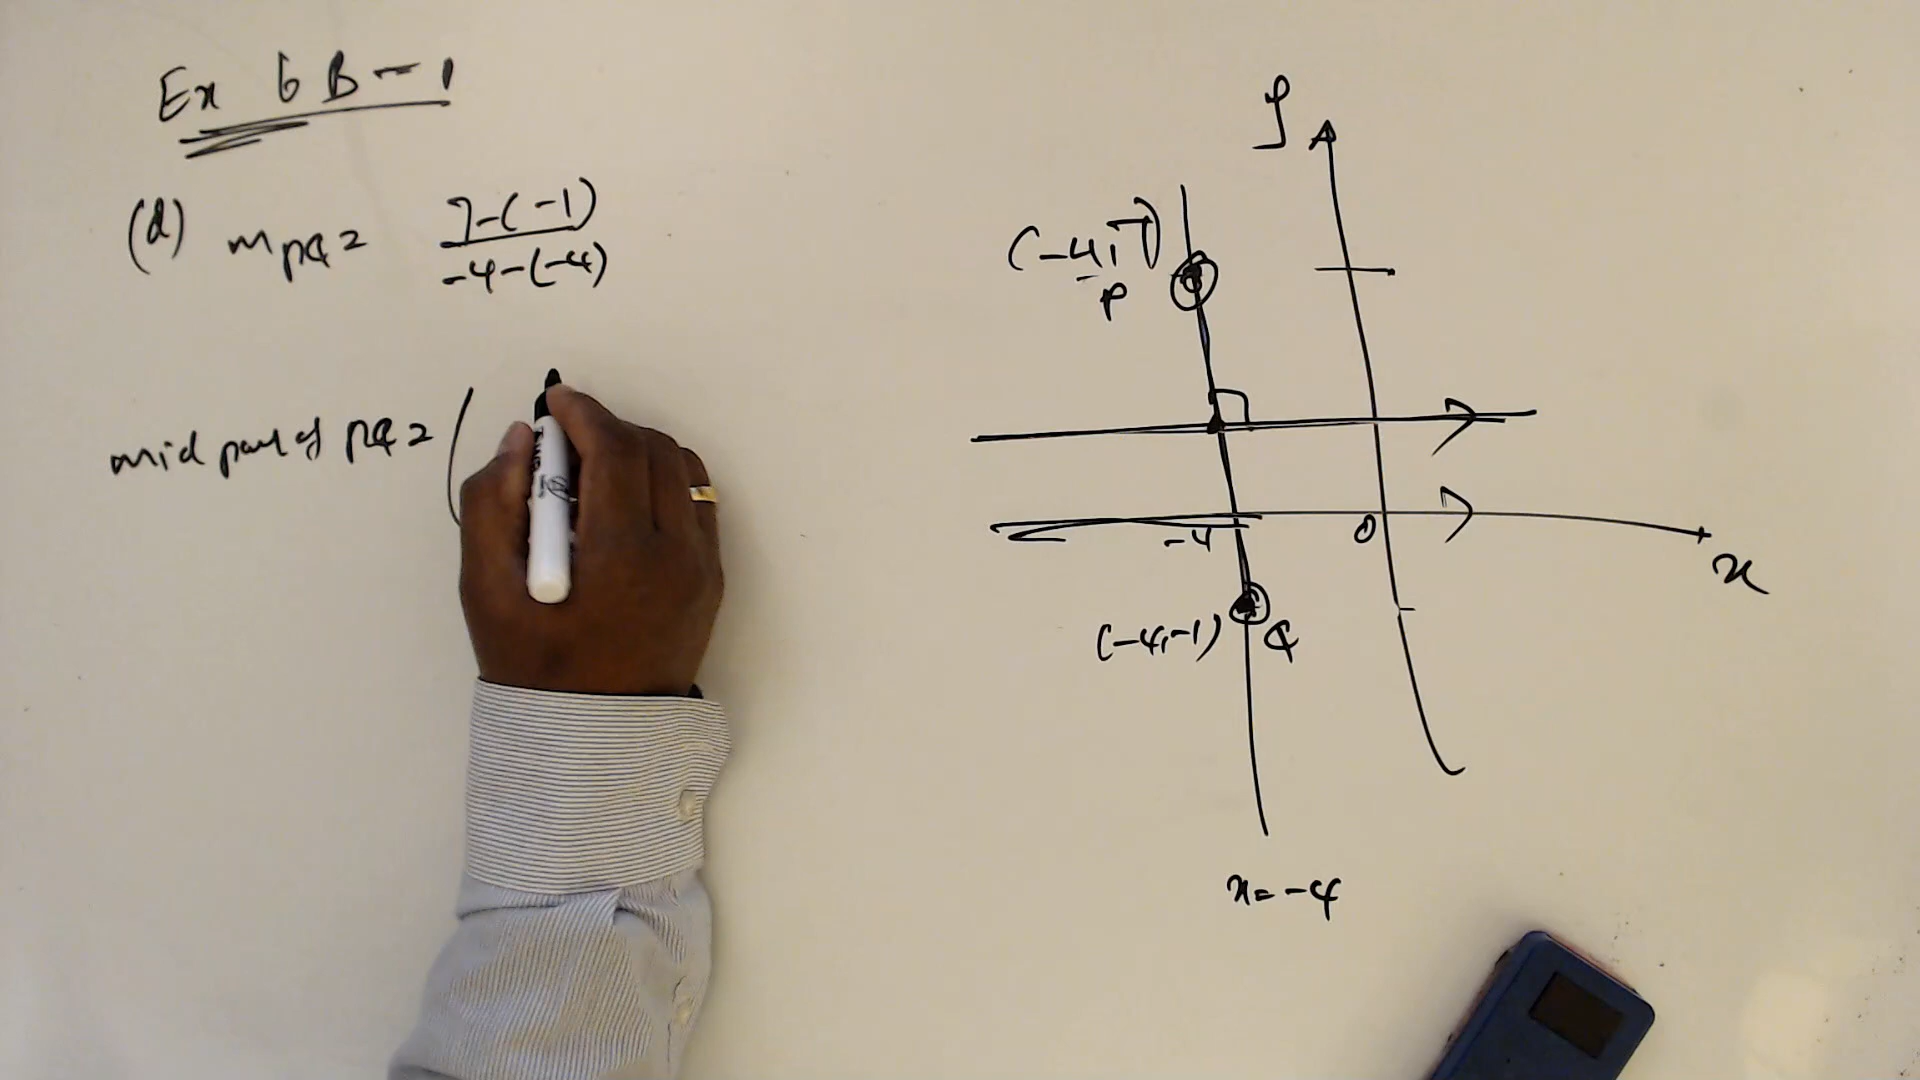 Ex 6B-1
(d) mPQ = 7-(-1)
-4-(-4)
mid point of PQ = (
y
(-4,7)
P
-4
0
x
(-4,-1) Q
x = -4